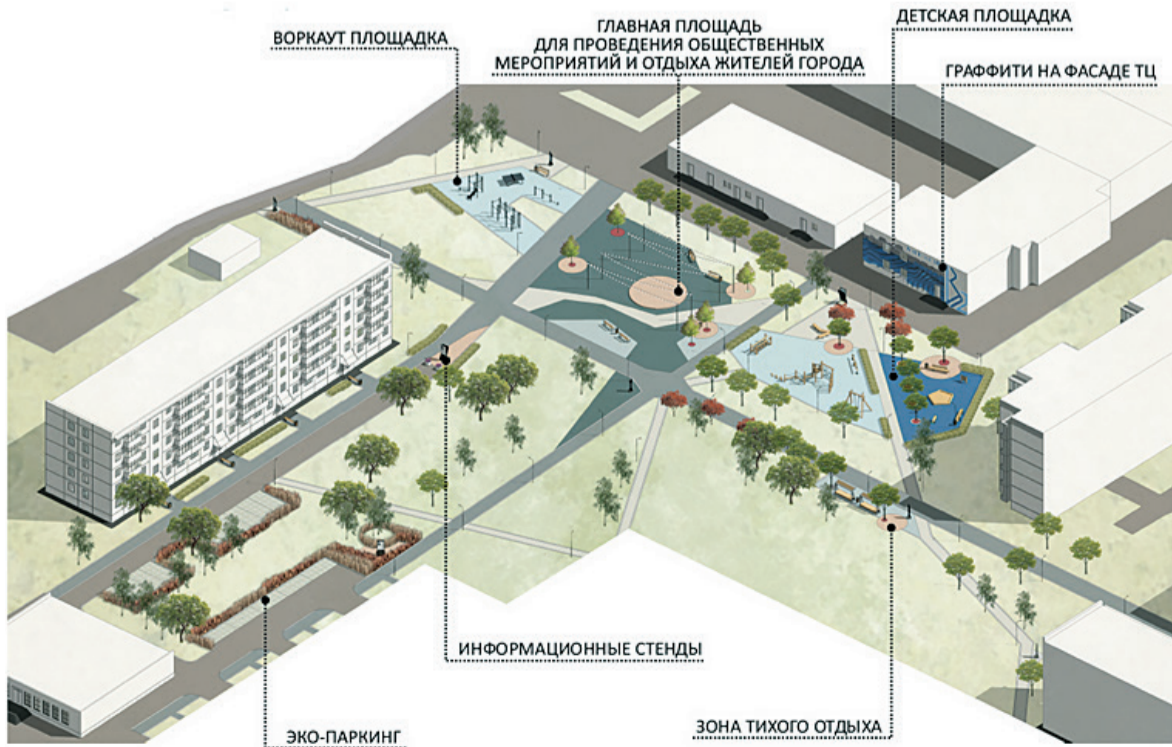 ВОРКАУТ ПЛОЩАДКА
ГЛАВНАЯ ПЛОЩАДЬ
ДЛЯ ПРОВЕДЕНИЯ ОБЩЕСТВЕННЫХ
МЕРОПРИЯТИЙ И ОТДЫХА ЖИТЕЛЕЙ ГОРОДА
ДЕТСКАЯ ПЛОЩАДКА
ГРАФФИТИ НА ФАСАДЕ ТЦ
ИНФОРМАЦИОННЫЕ СТЕНДЫ
ЭКО-ПАРКИНГ
ЗОНА ТИХОГО ОТДЫХА